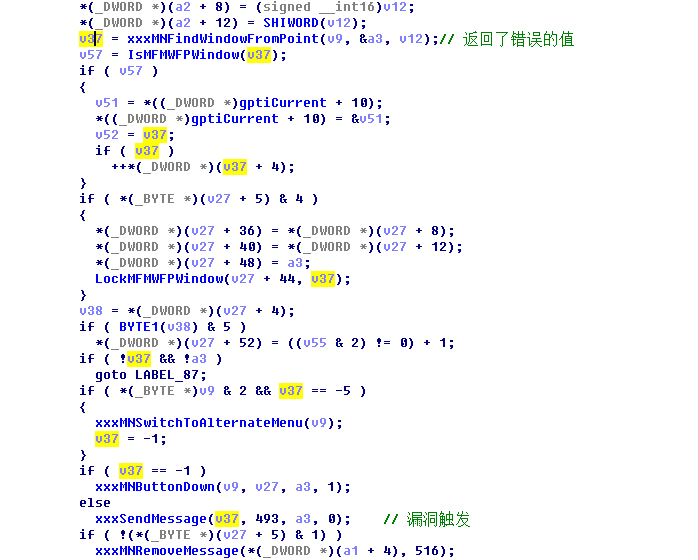 *(_DWORD *)(a2 + 8) = (signed __int16)v12;
*(_DWORD *)(a2 + 12) = SHIWORD(v12);
v37 = xxxMNFindWindowFromPoint(v9, &a3, v12);// 返回了错误的值
v57 = IsMFMWFPWindow(v37);
if ( v57 )
{
v51 = *((_DWORD *)gptiCurrent + 10);
*((_DWORD *)gptiCurrent + 10) = &v51;
v52 = v37;
if ( v37 )
++*(_DWORD *)(v37 + 4);
}
if ( *(_BYTE *)(v27 + 5) & 4 )
{
*(_DWORD *)(v27 + 36) = *(_DWORD *)(v27 + 8);
*(_DWORD *)(v27 + 40) = *(_DWORD *)(v27 + 12);
*(_DWORD *)(v27 + 48) = a3;
LockMFMWFPWindow(v27 + 44, v37);
}
v38 = *(_DWORD *)(v27 + 4);
if ( BYTE1(v38) & 5 )
*(_DWORD *)(v27 + 52) = ((v55 & 2) != 0) + 1;
if ( !v37 && !a3 )
goto LABEL_87;
if ( *(_BYTE *)v9 & 2 && v37 == -5 )
{
xxxMNSwitchToAlternateMenu(v9);
v37 = -1;
}
if ( v37 == -1 )
xxxMNButtonDown(v9, v27, a3, 1);
else
xxxSendMessage(v37, 493, a3, 0); // 漏洞触发
if ( !(*(_BYTE *)(v27 + 5) & 1) )
xxxMNRemoveMessage(*(_DWORD *)(a1 + 4), 516);